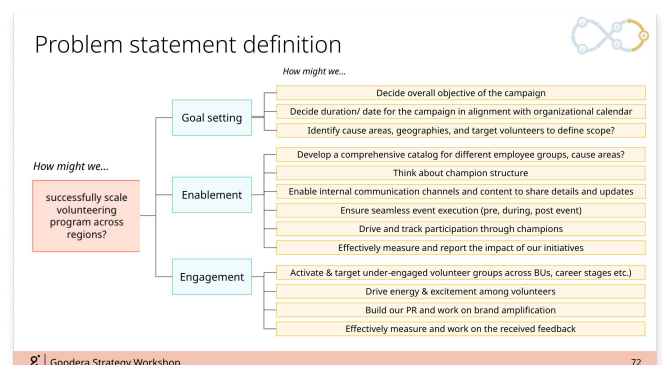 Problem statement definition
How might we...
How might we...
successfully scale
volunteering
program across
regions?
Goal setting
Decide overall objective of the campaign
Decide duration/ date for the campaign in alignment with organizational calendar
Identify cause areas, geographies, and target volunteers to define scope?
Enablement
Develop a comprehensive catalog for different employee groups, cause areas?
Think about champion structure
Enable internal communication channels and content to share details and updates
Ensure seamless event execution (pre, during, post event)
Drive and track participation through champions
Effectively measure and report the impact of our initiatives
Engagement
Activate & target under-engaged volunteer groups across BUs, career stages etc.)
Drive energy & excitement among volunteers
Build our PR and work on brand amplification
Effectively measure and work on the received feedback
Goodera Strategy Workshop
72